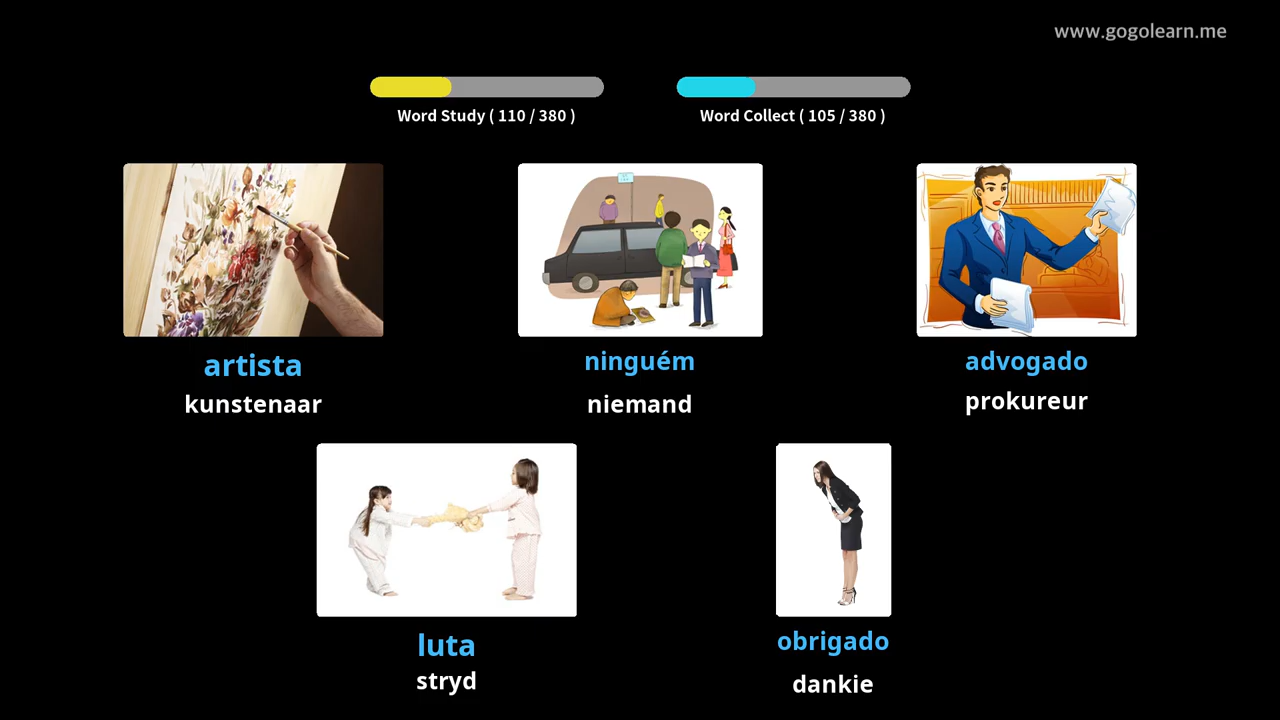 www.gogolearn.me
Word Study ( 110 / 380 )
Word Collect ( 105 / 380 )
artista
kunstenaar
ninguém
niemand
advogado
prokureur
luta
stryd
obrigado
dankie